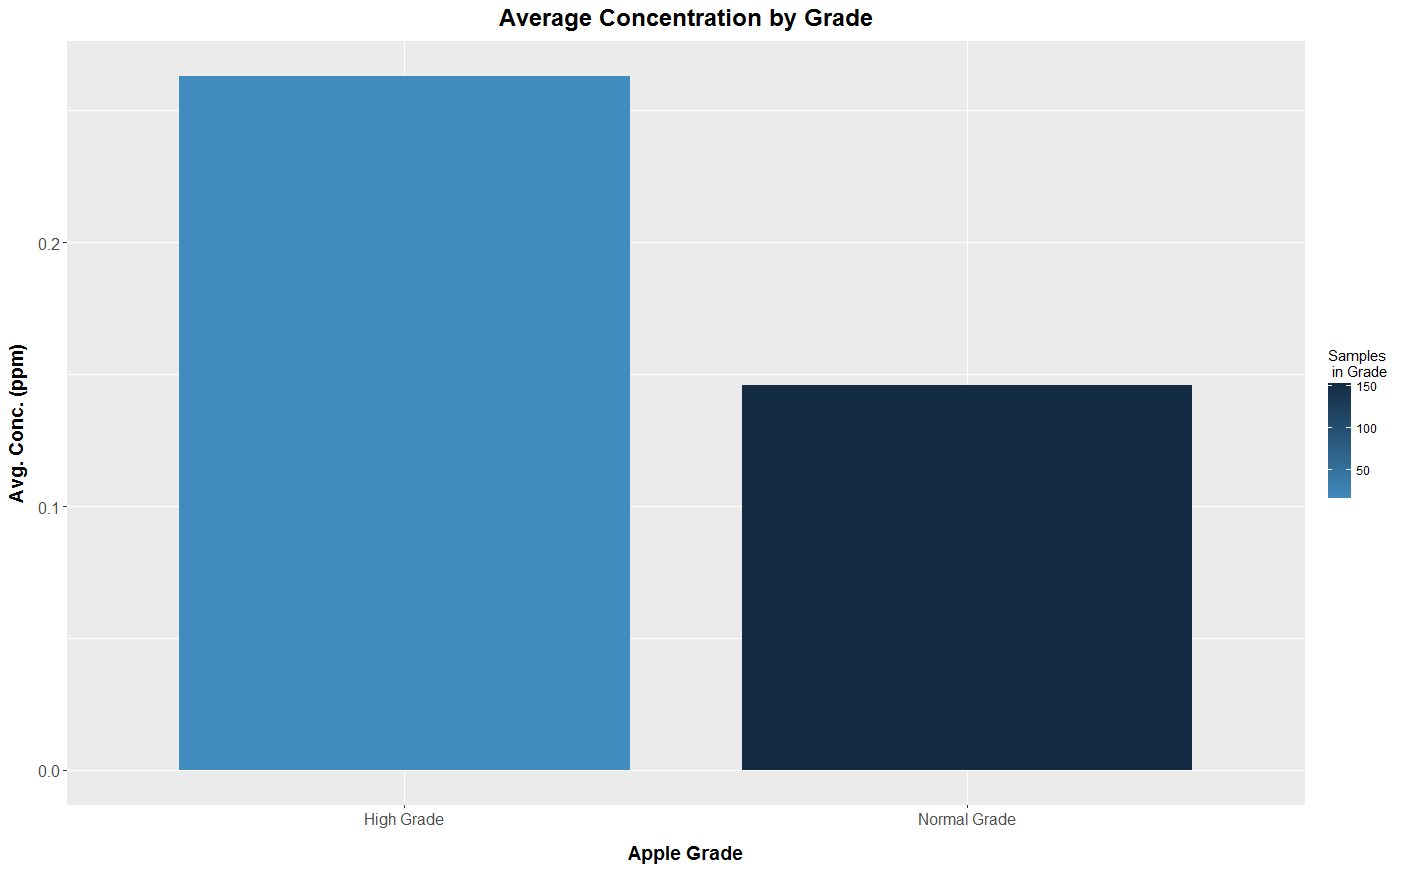 Average Concentration by Grade
Avg. Conc. (ppm)
0.2
0.1
0.0
High Grade
Normal Grade
Apple Grade
Samples
in Grade
150
100
50